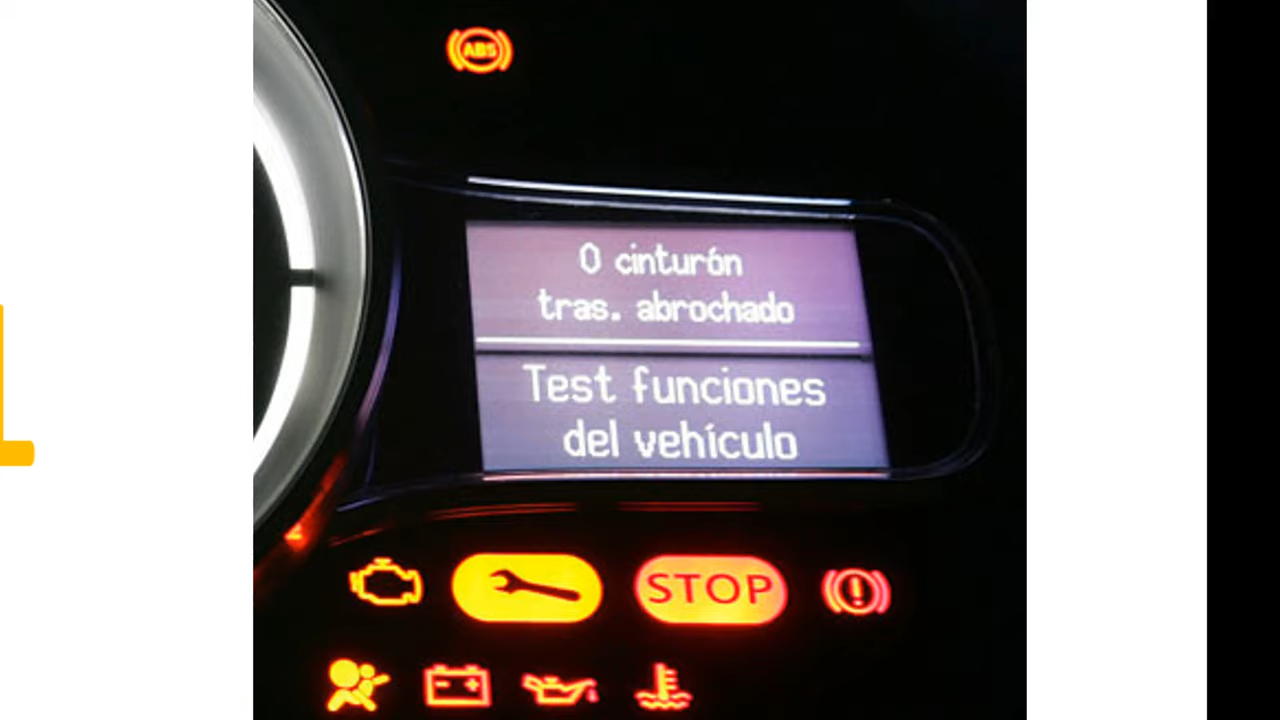 ABS
0 cinturón
tras. abrochado
Test funciones
del vehículo
STOP